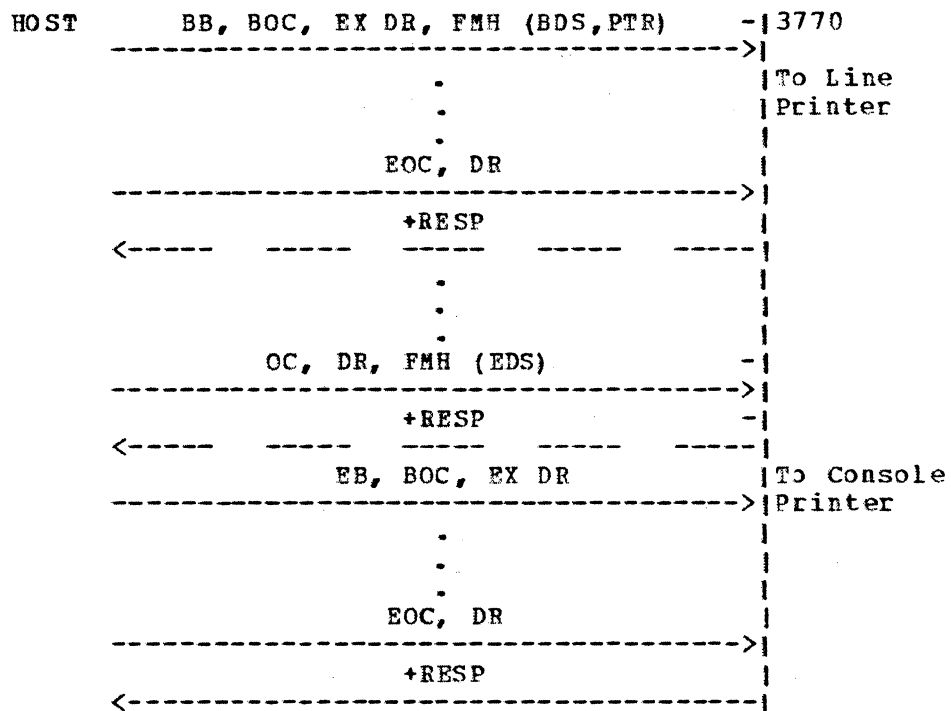 HOST BB, BOC, EX DR, FMH (BDS,PTR) -| 3770
------------------------------------->|
. |To Line
. |Printer
. |
EOC, DR |
------------------------------------->|
+RESP |
<----- ----- ----- ----- -----|
. |
. |
. |
OC, DR, FMH (EDS) -|
------------------------------------->|
+RESP -|
<----- ----- ----- ----- -----|
EB, BOC, EX DR |To Console
------------------------------------->|Printer
. |
. |
. |
EOC, DR |
------------------------------------->|
+RESP |
<-------------------------------------|